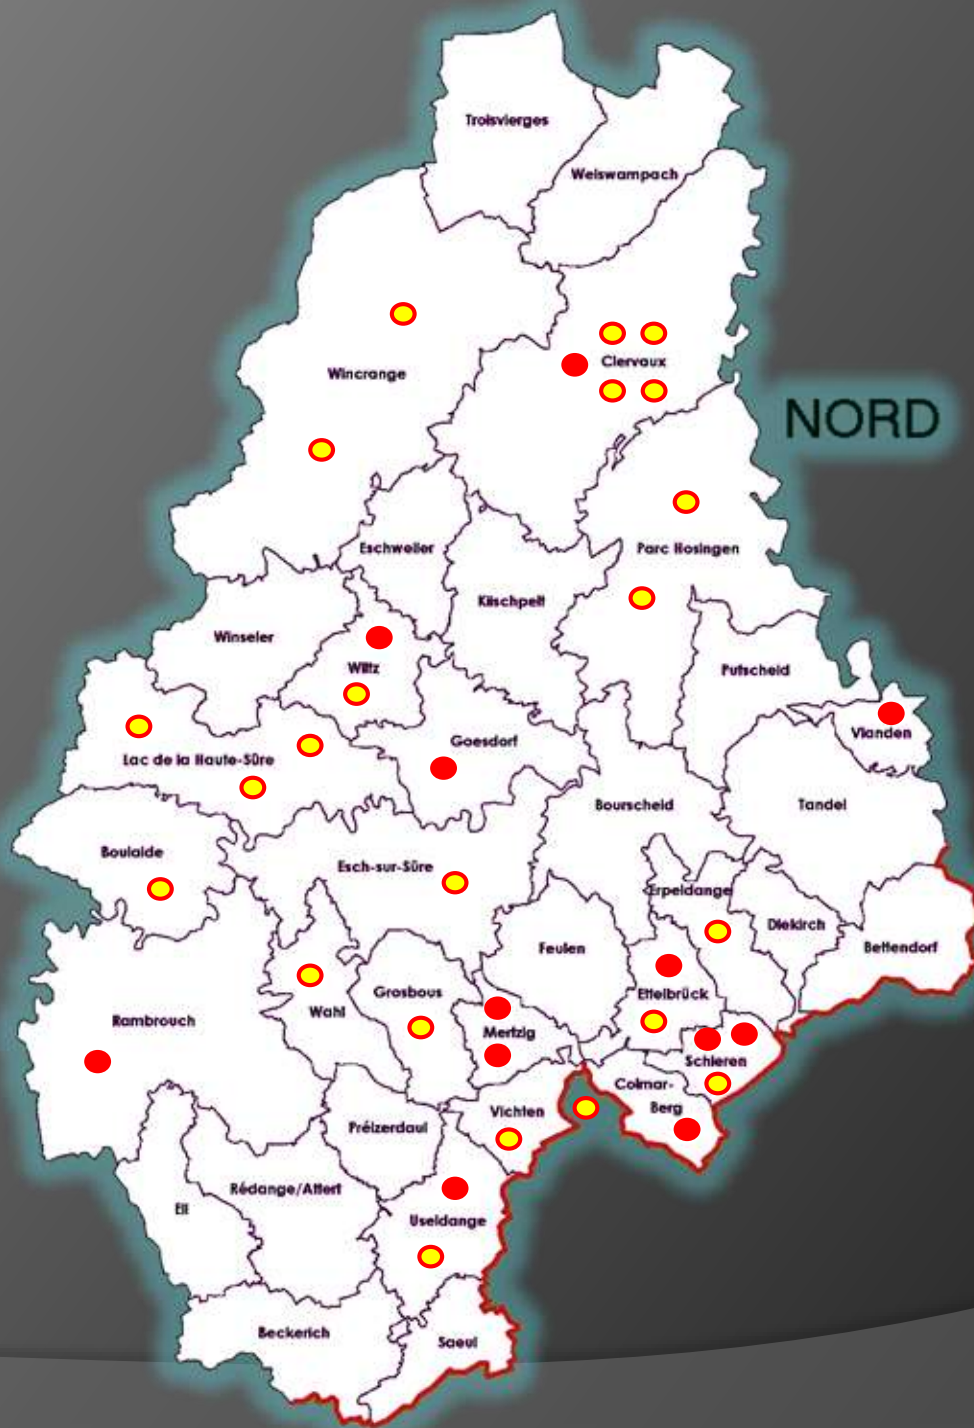 Troisvierges
Weiswampach
Clervaux
Wincrange
NORD
Eschweiler
Parc Hosingen
Kiischpelt
Winseler
Wiltz
Putscheid
Vianden
Goesdorf
Lac de la Haute-Sûre
Bourscheid
Tandel
Boulaide
Esch-sur-Sûre
Erpeldange
Diekirch
Bettendorf
Feulen
Grosbous
Ettelbrück
Wahl
Rambrouch
Mertzig
Schieren
Colmar-
Berg
Vichten
Préizerdaul
Rédange/Attert
Ell
Useldange
Beckerich
Saeul